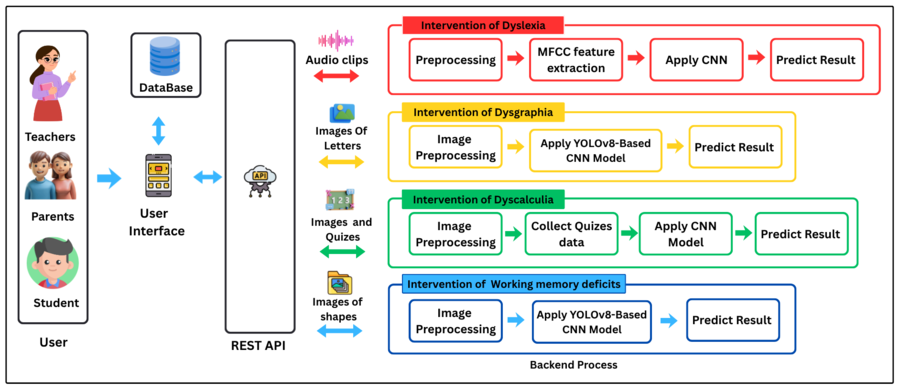 Teachers
Parents
Student
User
DataBase
User
Interface
API
REST API
Audio clips
Images Of
Letters
1 2 3
Images and
Quizes
Images of
shapes
Intervention of Dyslexia
Preprocessing
MFCC feature
extraction
Apply CNN
Predict Result
Intervention of Dysgraphia
Image
Preprocessing
Apply YOLOv8-Based
CNN Model
Predict Result
Intervention of Dyscalculia
Image
Preprocessing
Collect Quizes
data
Apply CNN
Model
Predict Result
Intervention of Working memory deficits
Image
Preprocessing
Apply YOLOv8-Based
CNN Model
Predict Result
Backend Process